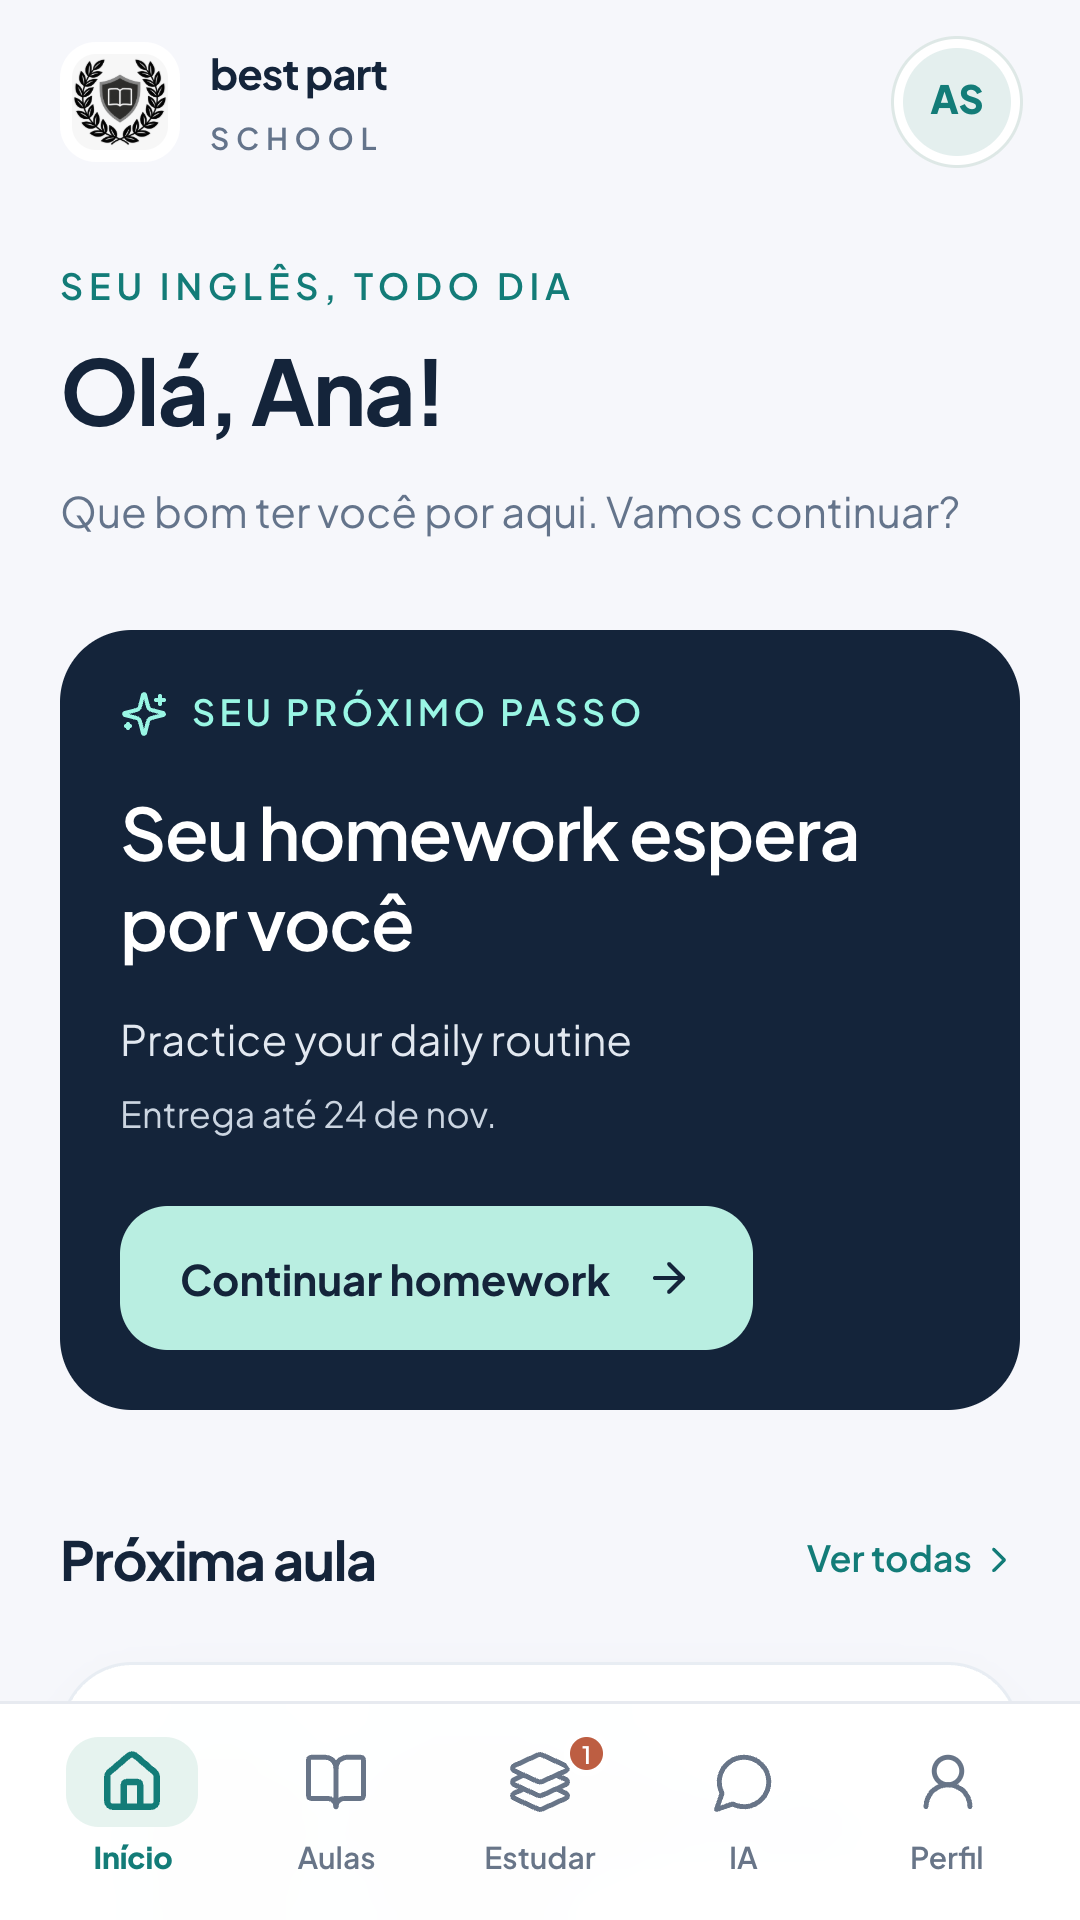 best part
SCHOOL
AS
SEU INGLÊS, TODO DIA
Olá, Ana!
Que bom ter você por aqui. Vamos continuar?
SEU PRÓXIMO PASSO
Seu homework espera
por você
Practice your daily routine
Entrega até 24 de nov.
Continuar homework
Próxima aula
Ver todas
1
Início
Aulas
Estudar
IA
Perfil